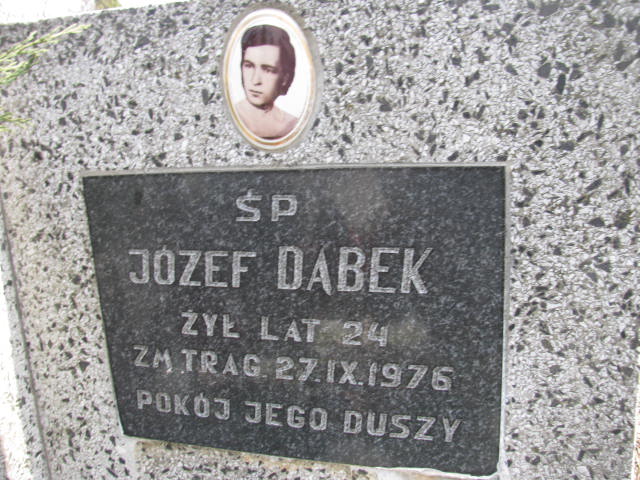 ŚP
JÓZEF DĄBEK
ŻYŁ LAT 24
ZM. TRAG. 27.IX.1976
POKÓJ JEGO DUSZY